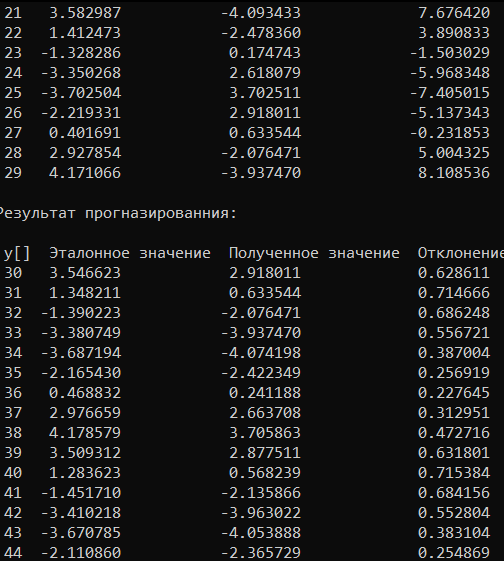 21 3.582987 -4.093433 7.676420
22 1.412473 -2.478360 3.890833
23 -1.328286 0.174743 -1.503029
24 -3.350268 2.618079 -5.968348
25 -3.702504 3.702511 -7.405015
26 -2.219331 2.918011 -5.137343
27 0.401691 0.633544 -0.231853
28 2.927854 -2.076471 5.004325
29 4.171066 -3.937470 8.108536
Результат прогназированния:
y[] Эталонное значение Полученное значение Отклонение
30 3.546623 2.918011 0.628611
31 1.348211 0.633544 0.714666
32 -1.390223 -2.076471 0.686248
33 -3.380749 -3.937470 0.556721
34 -3.687194 -4.074198 0.387004
35 -2.165430 -2.422349 0.256919
36 0.468832 0.241188 0.227645
37 2.976659 2.663708 0.312951
38 4.178579 3.705863 0.472716
39 3.509312 2.877511 0.631801
40 1.283623 0.568239 0.715384
41 -1.451710 -2.135866 0.684156
42 -3.410218 -3.963022 0.552804
43 -3.670785 -4.053888 0.383104
44 -2.110860 -2.365729 0.254869